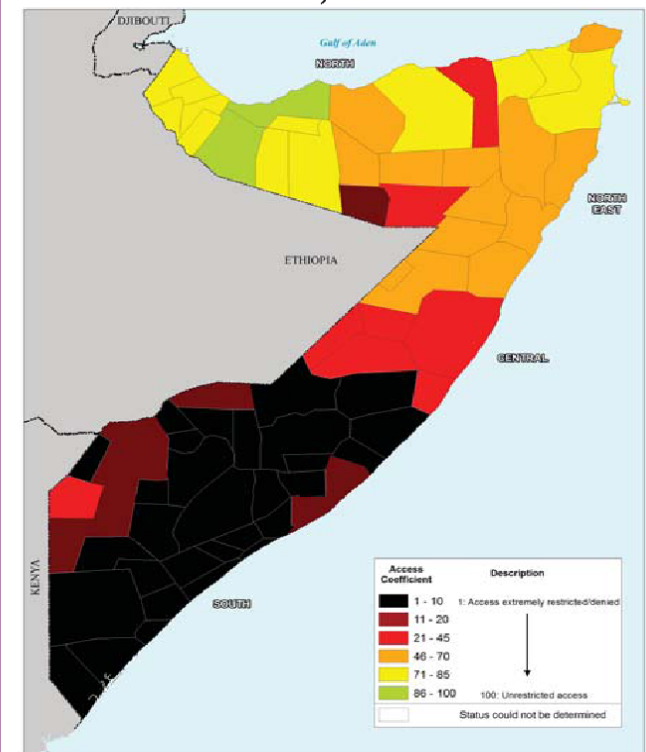 DJIBOUTI
Gulf of Aden
NORTH
NORTH
EAST
ETHIOPIA
CENTRAL
KENYA
SOUTH
Access
Coefficient
Description
1 - 10
1: Access extremely restricted/denied
11 - 20
21 - 45
46 - 70
71 - 85
86 - 100
100: Unrestricted access
Status could not be determined